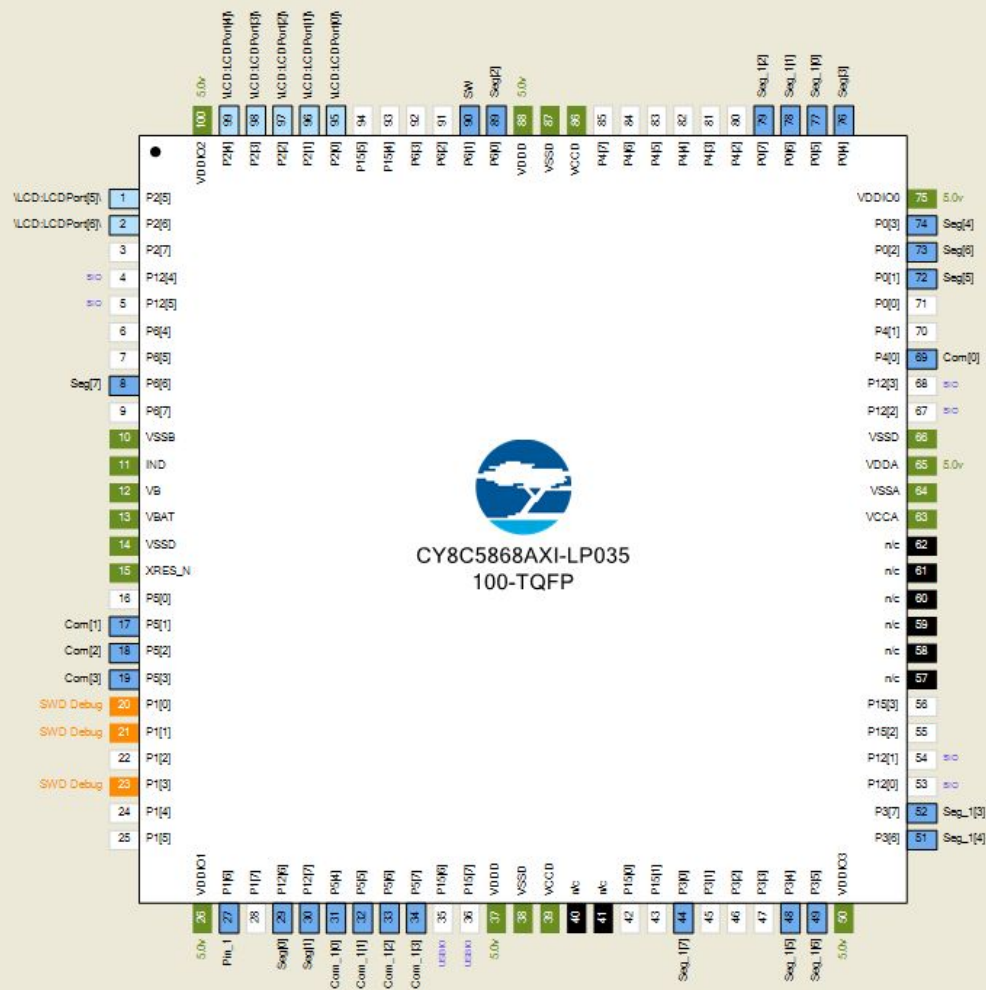 5.0v 100 VDDIO2
\LCD:LCDPort[4]\ 99 P2[4]
\LCD:LCDPort[3]\ 98 P2[3]
\LCD:LCDPort[2]\ 97 P2[2]
\LCD:LCDPort[1]\ 96 P2[1]
\LCD:LCDPort[0]\ 95 P2[0]
94 P15[5]
93 P15[4]
92 P6[3]
91 P6[2]
SW 90 P6[1]
Seg[2] 89 P6[0]
5.0v 88 VDDD
87 VSSD
86 VCCD
85 P4[7]
84 P4[6]
83 P4[5]
82 P4[4]
81 P4[3]
80 P4[2]
Seg_1[2] 79 P0[7]
Seg_1[1] 78 P0[6]
Seg_1[0] 77 P0[5]
Seg[3] 76 P0[4]
\LCD:LCDPort[5]\ 1 P2[5]
\LCD:LCDPort[6]\ 2 P2[6]
3 P2[7]
SIO 4 P12[4]
SIO 5 P12[5]
6 P6[4]
7 P6[5]
Seg[7] 8 P6[6]
9 P6[7]
10 VSSB
11 IND
12 VB
13 VBAT
14 VSSD
15 XRES_N
16 P5[0]
Com[1] 17 P5[1]
Com[2] 18 P5[2]
Com[3] 19 P5[3]
SWD Debug 20 P1[0]
SWD Debug 21 P1[1]
22 P1[2]
SWD Debug 23 P1[3]
24 P1[4]
25 P1[5]
CY8C5868AXI-LP035
100-TQFP
VDDIO0 75 5.0v
P0[3] 74 Seg[4]
P0[2] 73 Seg[6]
P0[1] 72 Seg[5]
P0[0] 71
P4[1] 70
P4[0] 69 Com[0]
P12[3] 68 SIO
P12[2] 67 SIO
VSSD 66
VDDA 65 5.0v
VSSA 64
VCCA 63
n/c 62
n/c 61
n/c 60
n/c 59
n/c 58
n/c 57
P15[3] 56
P15[2] 55
P12[1] 54 SIO
P12[0] 53 SIO
P3[7] 52 Seg_1[3]
P3[6] 51 Seg_1[4]
VDDIO1 26 5.0v
P1[6] 27 Pin_1
P1[7] 28
P12[6] 29 Seg[0]
P12[7] 30 Seg[1]
P5[4] 31 Com_1[0]
P5[5] 32 Com_1[1]
P5[6] 33 Com_1[2]
P5[7] 34 Com_1[3]
P15[6] 35 USBIO
P15[7] 36 USBIO
VDDD 37 5.0v
VSSD 38
VCCD 39
n/c 40
n/c 41
P15[0] 42
P15[1] 43
P3[0] 44 Seg_1[7]
P3[1] 45
P3[2] 46
P3[3] 47
P3[4] 48 Seg_1[5]
P3[5] 49 Seg_1[6]
VDDIO3 50 5.0v